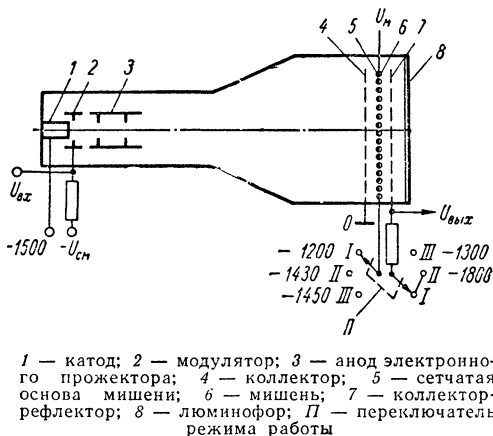 1 2 3 4 5 Uм 6 7 8
Uвх
-1500 -Uсм
0 Uвых
-1200 I III -1300
-1430 II II -1800
-1450 III I
П
1 — катод; 2 — модулятор; 3 — анод электронно-
го прожектора; 4 — коллектор; 5 — сетчатая
основа мишени; 6 — мишень; 7 — коллектор-
рефлектор; 8 — люминофор; П — переключатель
режима работы